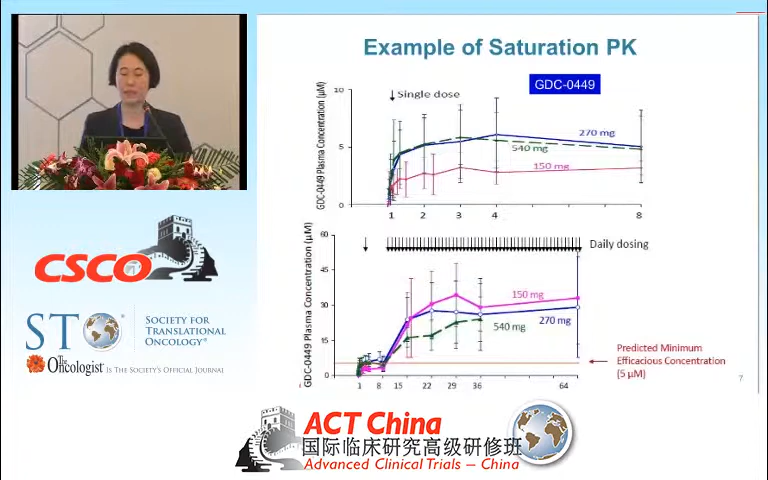 Example of Saturation PK
GDC-0449
Single dose
GDC-0449 Plasma Concentration (µM)
10
5
0
270 mg
540 mg
150 mg
1 2 3 4 8
Daily dosing
GDC-0449 Plasma Concentration (µM)
60
45
30
15
0
150 mg
540 mg
270 mg
Predicted Minimum
Efficacious Concentration
(5 µM)
1 8 15 22 29 36 64
7
CSCO
STO
SOCIETY FOR
TRANSLATIONAL
ONCOLOGY®
The Oncologist IS THE SOCIETY'S OFFICIAL JOURNAL
ACT China
国际临床研究高级研修班
Advanced Clinical Trials – China